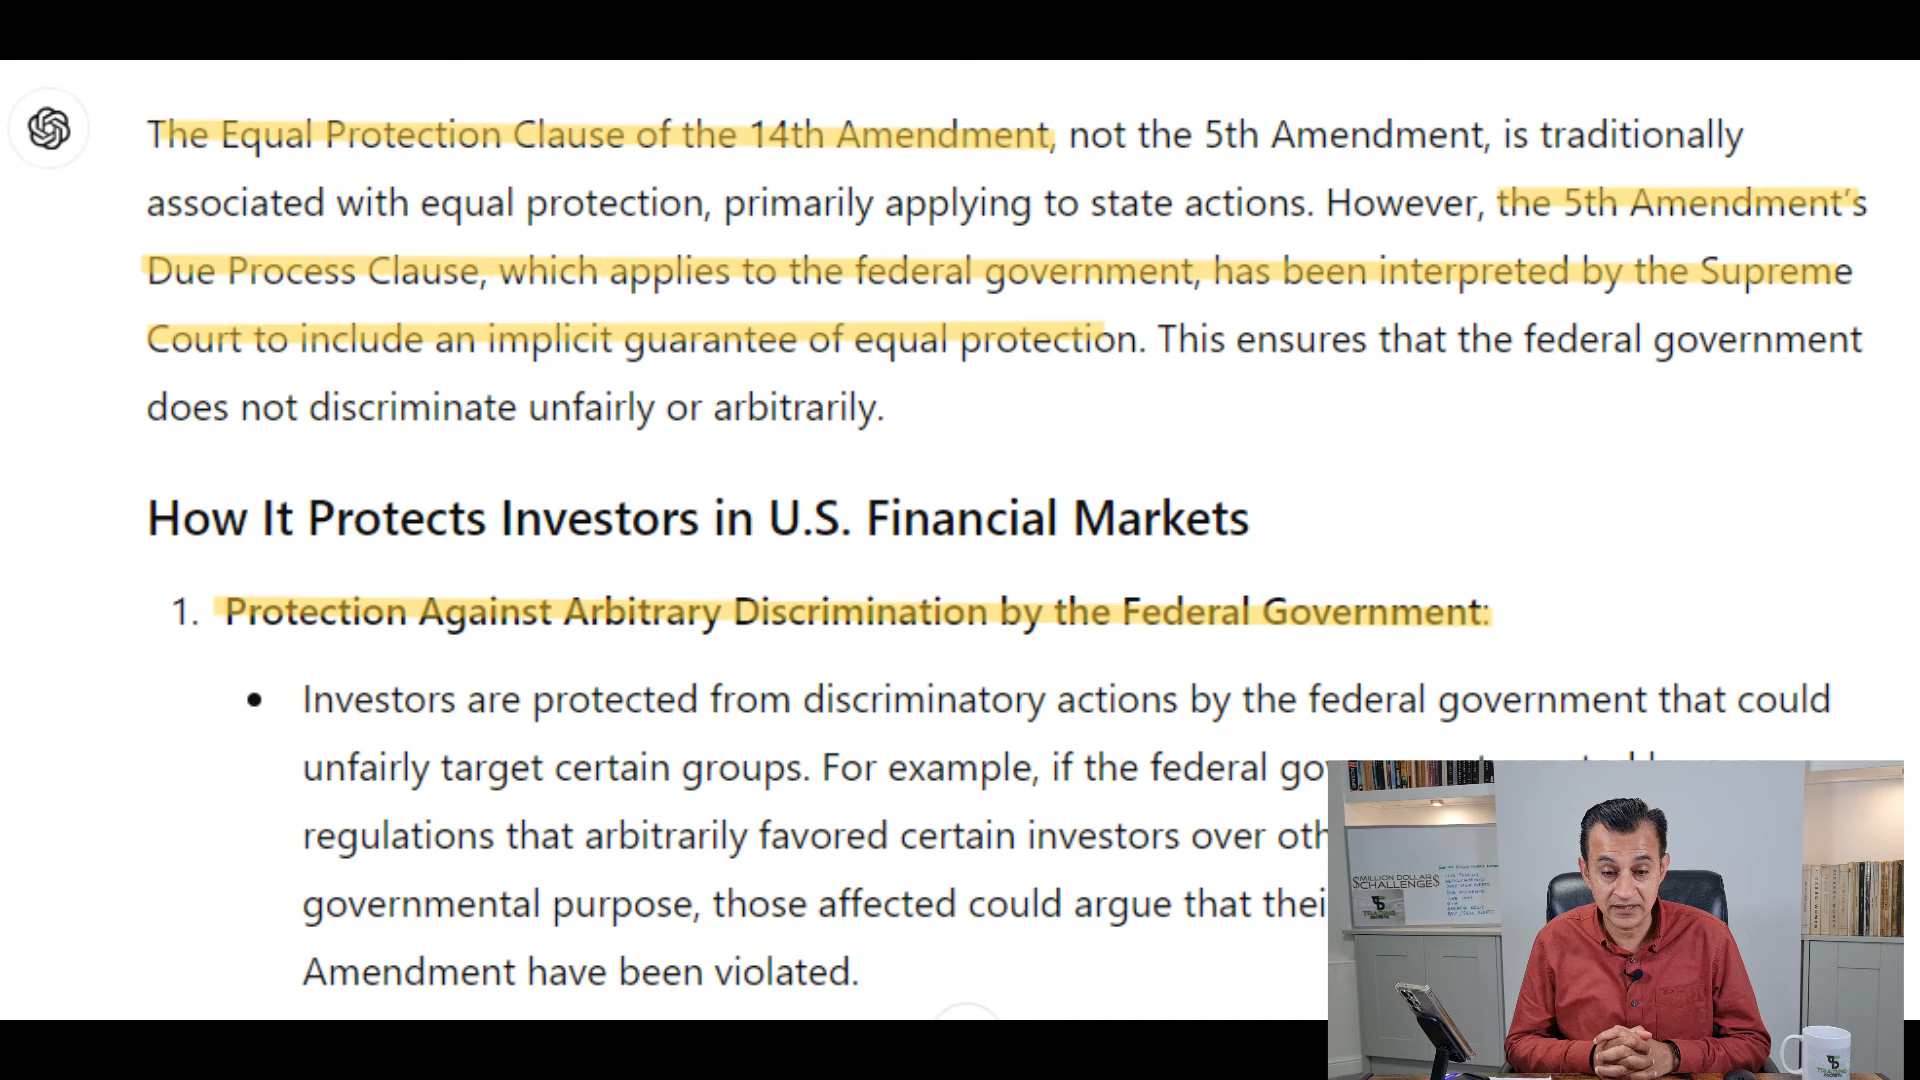 The Equal Protection Clause of the 14th Amendment, not the 5th Amendment, is traditionally
associated with equal protection, primarily applying to state actions. However, the 5th Amendment's
Due Process Clause, which applies to the federal government, has been interpreted by the Supreme
Court to include an implicit guarantee of equal protection. This ensures that the federal government
does not discriminate unfairly or arbitrarily.
How It Protects Investors in U.S. Financial Markets
1. Protection Against Arbitrary Discrimination by the Federal Government:
• Investors are protected from discriminatory actions by the federal government that could
unfairly target certain groups. For example, if the federal go
regulations that arbitrarily favored certain investors over oth
governmental purpose, those affected could argue that thei
Amendment have been violated.
$MILLION DOLLAR$
CHALLENGE
TRADING